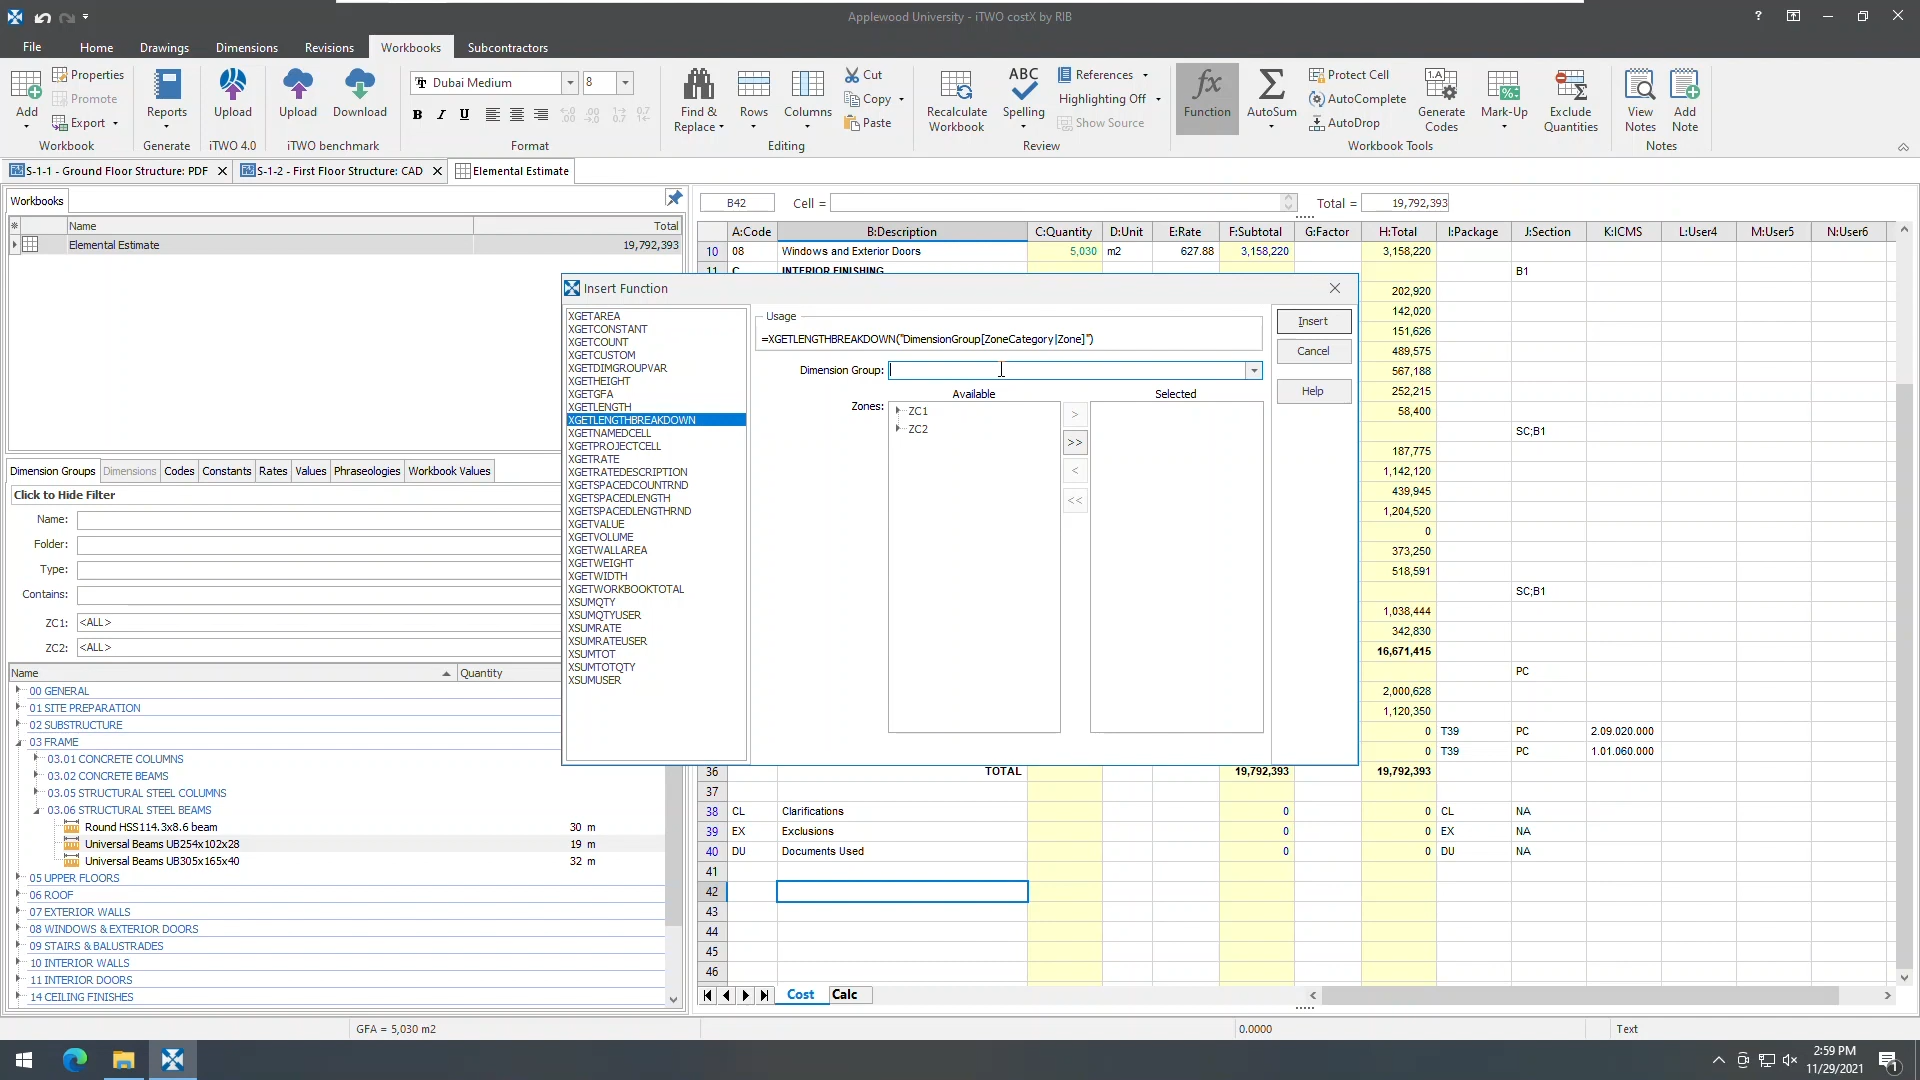 Applewood University - iTWO costX by RIB
?
File Home Drawings Dimensions Revisions Workbooks Subcontractors
Add
Properties
Promote
Export
Workbook
Reports
Generate
Upload
iTWO 4.0
Upload Download
iTWO benchmark
Dubai Medium 8
B I U
Format
Find & Replace
Rows
Columns
Cut
Copy
Paste
Editing
Recalculate Workbook
ABC Spelling
References
Highlighting Off
Show Source
Review
fx Function
AutoSum
Protect Cell
AutoComplete
AutoDrop
Generate Codes
Mark-Up
Exclude Quantities
Workbook Tools
View Notes
Add Note
Notes
S-1-1 - Ground Floor Structure: PDF S-1-2 - First Floor Structure: CAD Elemental Estimate
Workbooks
Name Total
Elemental Estimate 19,792,393
Dimension Groups Dimensions Codes Constants Rates Values Phraseologies Workbook Values
Click to Hide Filter
Name:
Folder:
Type:
Contains:
ZC1: <ALL>
ZC2: <ALL>
Name Quantity
00 GENERAL
01 SITE PREPARATION
02 SUBSTRUCTURE
03 FRAME
03.01 CONCRETE COLUMNS
03.02 CONCRETE BEAMS
03.05 STRUCTURAL STEEL COLUMNS
03.06 STRUCTURAL STEEL BEAMS
Round HSS114.3x8.6 beam 30 m
Universal Beams UB254x102x28 19 m
Universal Beams UB305x165x40 32 m
05 UPPER FLOORS
06 ROOF
07 EXTERIOR WALLS
08 WINDOWS & EXTERIOR DOORS
09 STAIRS & BALUSTRADES
10 INTERIOR WALLS
11 INTERIOR DOORS
14 CEILING FINISHES
B42 Cell = Total = 19,792,393
A:Code B:Description C:Quantity D:Unit E:Rate F:Subtotal G:Factor H:Total I:Package J:Section K:ICMS L:User4 M:User5 N:User6
10 08 Windows and Exterior Doors 5,030 m2 627.88 3,158,220 3,158,220
11 C INTERIOR FINISHING B1
Insert Function
XGETAREA
XGETCONSTANT
XGETCOUNT
XGETCUSTOM
XGETDIMGROUPVAR
XGETHEIGHT
XGETGFA
XGETLENGTH
XGETLENGTHBREAKDOWN
XGETNAMEDCELL
XGETPROJECTCELL
XGETRATE
XGETRATEDESCRIPTION
XGETSPACEDCOUNTRND
XGETSPACEDLENGTH
XGETSPACEDLENGTHRND
XGETVALUE
XGETVOLUME
XGETWALLAREA
XGETWEIGHT
XGETWIDTH
XGETWORKBOOKTOTAL
XSUMQTY
XSUMQTYUSER
XSUMRATE
XSUMRATEUSER
XSUMTOT
XSUMTOTQTY
XSUMUSER
Usage
=XGETLENGTHBREAKDOWN("DimensionGroup[ZoneCategory|Zone]")
Dimension Group:
Available Selected
Zones:
ZC1
ZC2
>
>>
<
<<
Insert
Cancel
Help
202,920
142,020
151,626
489,575
567,188
252,215
58,400
SC;B1
187,775
1,142,120
439,945
1,204,520
0
373,250
518,591
SC;B1
1,038,444
342,830
16,671,415
PC
2,000,628
1,120,350
0 T39 PC 2.09.020.000
0 T39 PC 1.01.060.000
36 TOTAL 19,792,393 19,792,393
37
38 CL Clarifications 0 0 CL NA
39 EX Exclusions 0 0 EX NA
40 DU Documents Used 0 0 DU NA
41
42
43
44
45
46
Cost Calc
GFA = 5,030 m2 0.0000 Text
2:59 PM
11/29/2021
1